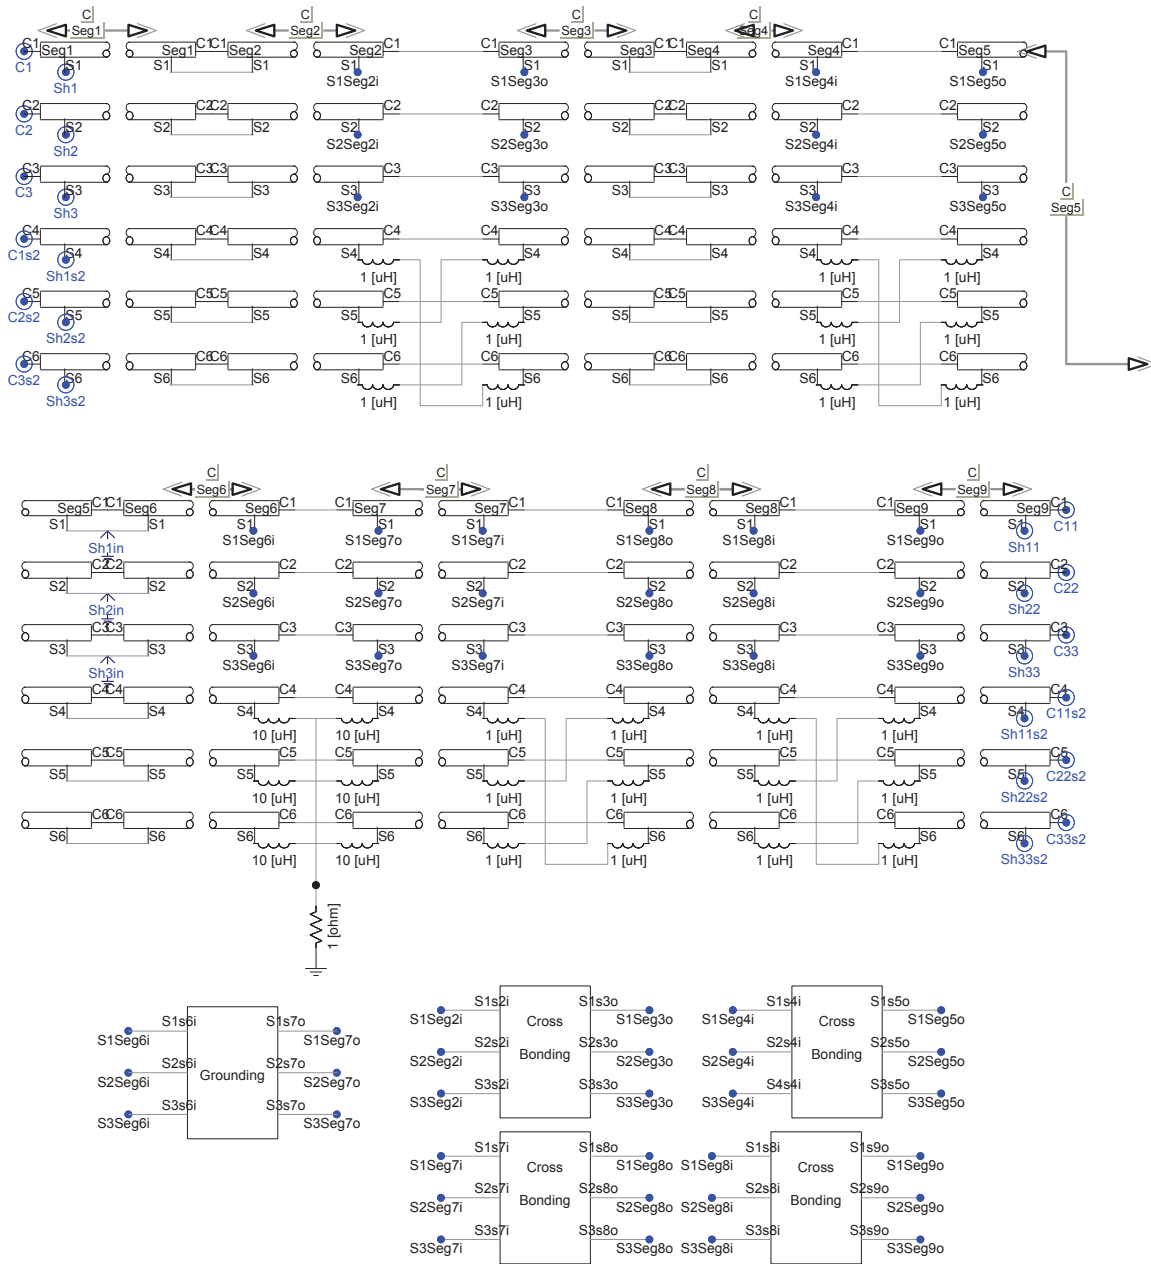 C C C C
Seg1 Seg2 Seg3 Seg4
C1 Seg1 Seg1 C1 C1 Seg2 Seg2 C1 C1 Seg3 Seg3 C1 C1 Seg4 Seg4 C1 C1 Seg5
C1 S1 S1 S1 S1 S1 S1 S1 S1 S1
Sh1 S1Seg2i S1Seg3o S1Seg4i S1Seg5o
C2 C2 C2 C2 C2 C2 C2 C2 C2
C2 S2 S2 S2 S2 S2 S2 S2 S2 S2
Sh2 S2Seg2i S2Seg3o S2Seg4i S2Seg5o
C3 C3 C3 C3 C3 C3 C3 C3 C3
C3 S3 S3 S3 S3 S3 S3 S3 S3 S3
Sh3 S3Seg2i S3Seg3o S3Seg4i S3Seg5o
C
Seg5
C4 C4 C4 C4 C4 C4 C4 C4 C4
C1s2 S4 S4 S4 S4 S4 S4 S4 S4 S4
Sh1s2 1 [uH] 1 [uH] 1 [uH] 1 [uH]
C5 C5 C5 C5 C5 C5 C5 C5 C5
C2s2 S5 S5 S5 S5 S5 S5 S5 S5 S5
Sh2s2 1 [uH] 1 [uH] 1 [uH] 1 [uH]
C6 C6 C6 C6 C6 C6 C6 C6 C6
C3s2 S6 S6 S6 S6 S6 S6 S6 S6 S6
Sh3s2 1 [uH] 1 [uH] 1 [uH] 1 [uH]
C C C C
Seg6 Seg7 Seg8 Seg9
Seg5 C1 C1 Seg6 Seg6 C1 C1 Seg7 Seg7 C1 C1 Seg8 Seg8 C1 C1 Seg9 Seg9 C1
S1 S1 S1 S1 S1 S1 S1 S1 S1 C11
Sh1in S1Seg6i S1Seg7o S1Seg7i S1Seg8o S1Seg8i S1Seg9o Sh11
C2 C2 C2 C2 C2 C2 C2 C2 C2
S2 S2 S2 S2 S2 S2 S2 S2 S2 C22
Sh2in S2Seg6i S2Seg7o S2Seg7i S2Seg8o S2Seg8i S2Seg9o Sh22
C3 C3 C3 C3 C3 C3 C3 C3 C3
S3 S3 S3 S3 S3 S3 S3 S3 S3 C33
Sh3in S3Seg6i S3Seg7o S3Seg7i S3Seg8o S3Seg8i S3Seg9o Sh33
C4 C4 C4 C4 C4 C4 C4 C4 C4
S4 S4 S4 S4 S4 S4 S4 S4 S4 C11s2
10 [uH] 10 [uH] 1 [uH] 1 [uH] 1 [uH] 1 [uH] Sh11s2
C5 C5 C5 C5 C5 C5 C5 C5 C5
S5 S5 S5 S5 S5 S5 S5 S5 S5 C22s2
10 [uH] 10 [uH] 1 [uH] 1 [uH] 1 [uH] 1 [uH] Sh22s2
C6 C6 C6 C6 C6 C6 C6 C6 C6
S6 S6 S6 S6 S6 S6 S6 S6 S6 C33s2
10 [uH] 10 [uH] 1 [uH] 1 [uH] 1 [uH] 1 [uH] Sh33s2
1 [ohm]
S1s6i S1s7o
S1Seg6i S1Seg7o
S2s6i S2s7o
S2Seg6i Grounding S2Seg7o
S3s6i S3s7o
S3Seg6i S3Seg7o
S1s2i S1s3o S1s4i S1s5o
S1Seg2i Cross S1Seg3o S1Seg4i Cross S1Seg5o
S2s2i Bonding S2s3o S2s4i Bonding S2s5o
S2Seg2i S2Seg3o S2Seg4i S2Seg5o
S3s2i S3s3o S4s4i S3s5o
S3Seg2i S3Seg3o S3Seg4i S3Seg5o
S1s7i S1s8o S1s8i S1s9o
S1Seg7i Cross S1Seg8o S1Seg8i Cross S1Seg9o
S2s7i Bonding S2s8o S2s8i Bonding S2s9o
S2Seg7i S2Seg8o S2Seg8i S2Seg9o
S3s7i S3s8o S3s8i S3s9o
S3Seg7i S3Seg8o S3Seg8i S3Seg9o